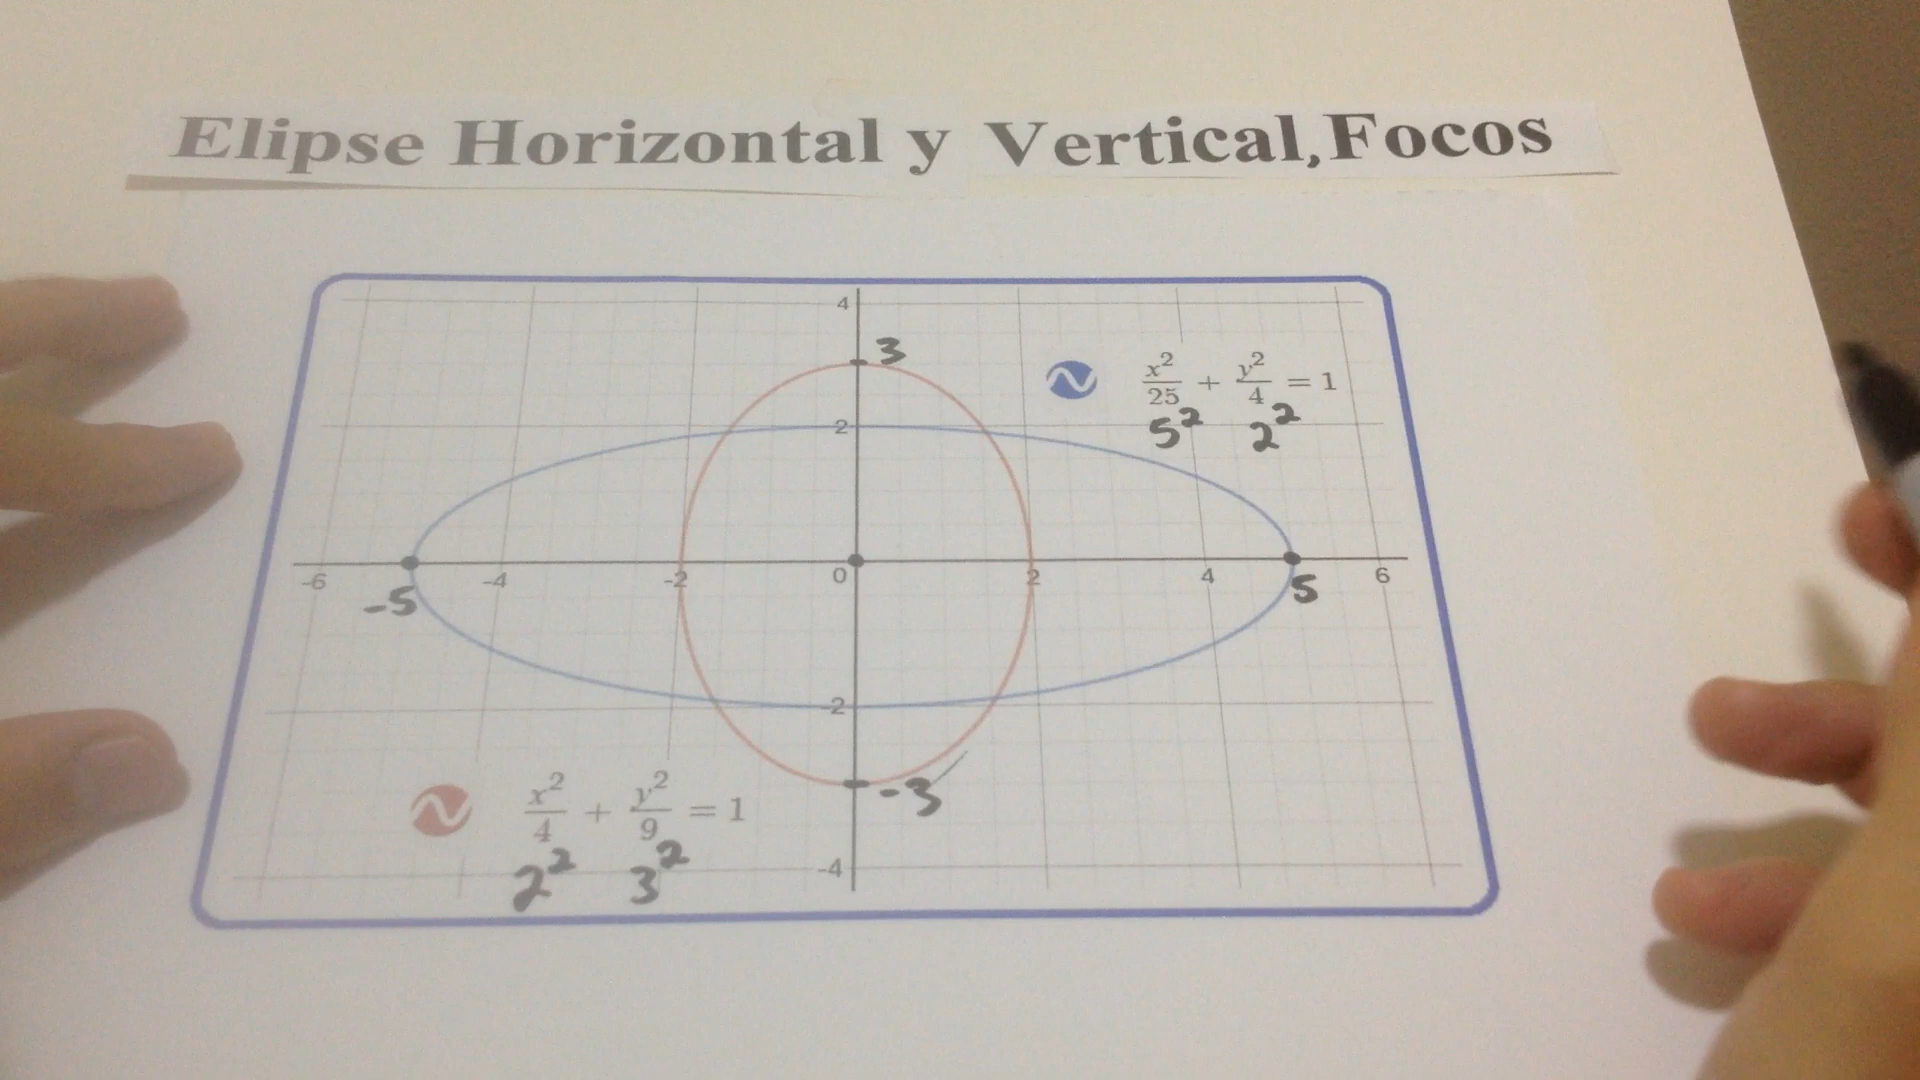 Elipse Horizontal y Vertical,Focos
4
3
x²/25 + y²/4 = 1
5² 2²
2
-6 -4 -2 0 2 4 6
-5 5
-2
-3
x²/4 + y²/9 = 1
2² 3²
-4